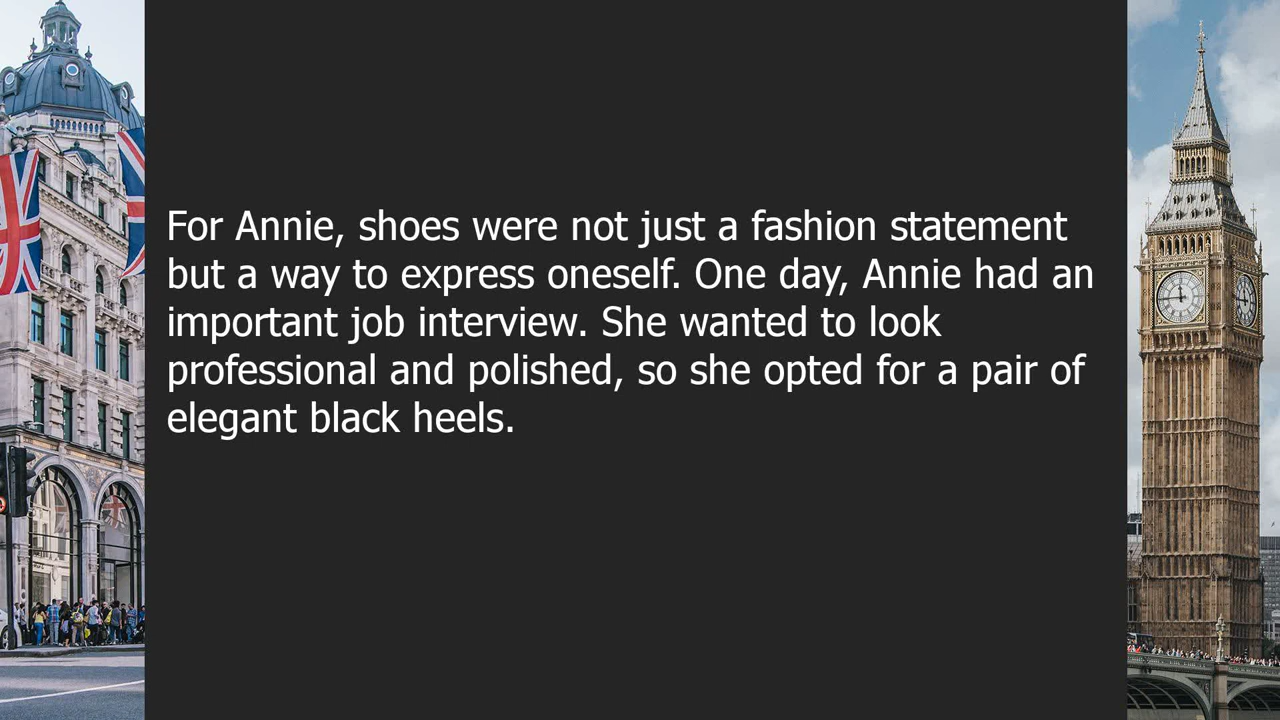 For Annie, shoes were not just a fashion statement
but a way to express oneself. One day, Annie had an
important job interview. She wanted to look
professional and polished, so she opted for a pair of
elegant black heels.